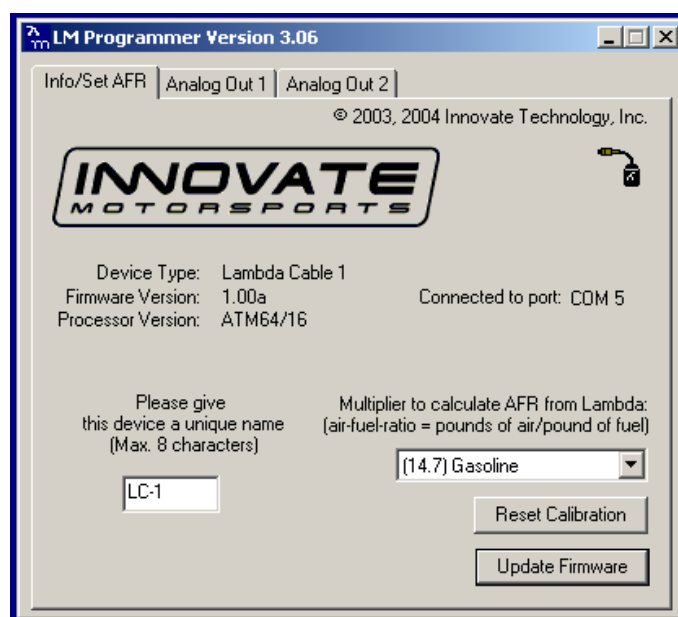 LM Programmer Version 3.06
Info/Set AFR
Analog Out 1
Analog Out 2
© 2003, 2004 Innovate Technology, Inc.
INNOVATE
MOTORSPORTS
Device Type: Lambda Cable 1
Firmware Version: 1.00a
Connected to port: COM 5
Processor Version: ATM64/16
Please give
this device a unique name
(Max. 8 characters)
LC-1
Multiplier to calculate AFR from Lambda:
(air-fuel-ratio = pounds of air/pound of fuel)
(14.7) Gasoline
Reset Calibration
Update Firmware